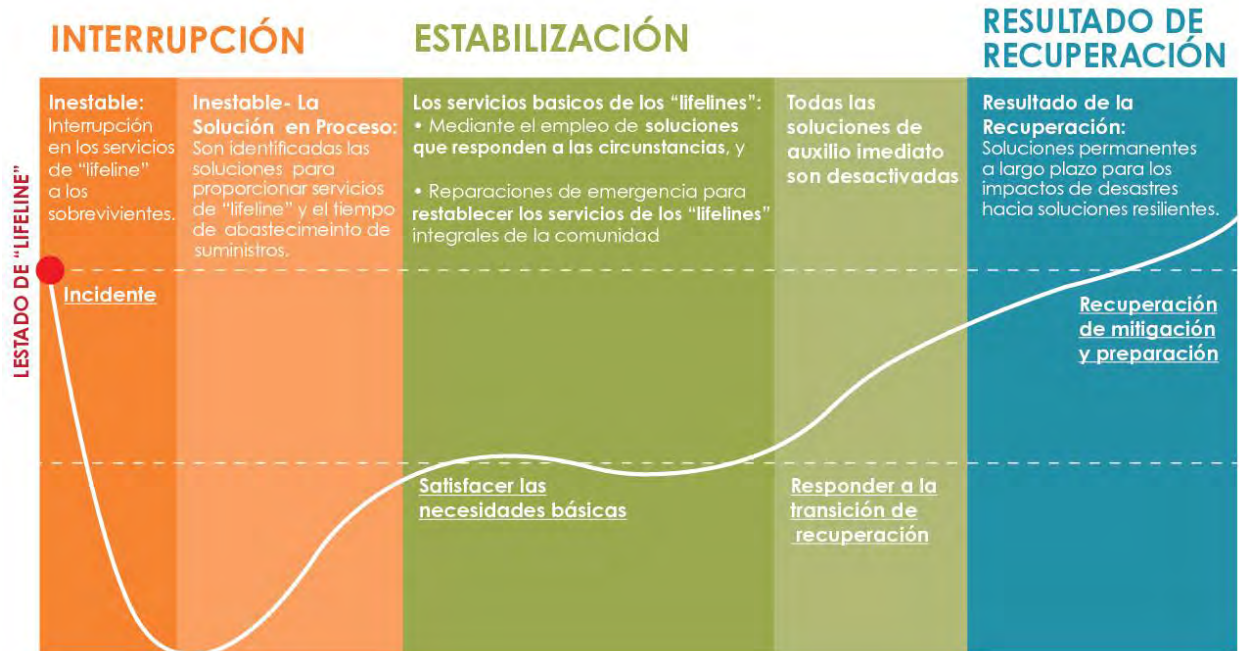 INTERRUPCIÓN
ESTABILIZACIÓN
RESULTADO DE
RECUPERACIÓN
LESTADO DE “LIFELINE”
Inestable:
Interrupción
en los servicios
de “lifeline”
a los
sobrevivientes.
Inestable- La
Solución en Proceso:
Son identificadas las
soluciones para
proporcionar servicios
de “lifeline” y el tiempo
de abastecimeinto de
suministros.
Los servicios basicos de los “lifelines”:
• Mediante el empleo de soluciones
que responden a las circunstancias, y
• Reparaciones de emergencia para
restablecer los servicios de los “lifelines”
integrales de la comunidad
Todas las
soluciones de
auxilio imediato
son desactivadas
Resultado de la
Recuperación:
Soluciones permanentes
a largo plazo para los
impactos de desastres
hacia soluciones resilientes.
Incidente
Satisfacer las
necesidades básicas
Responder a la
transición de
recuperación
Recuperación
de mitigación
y preparación